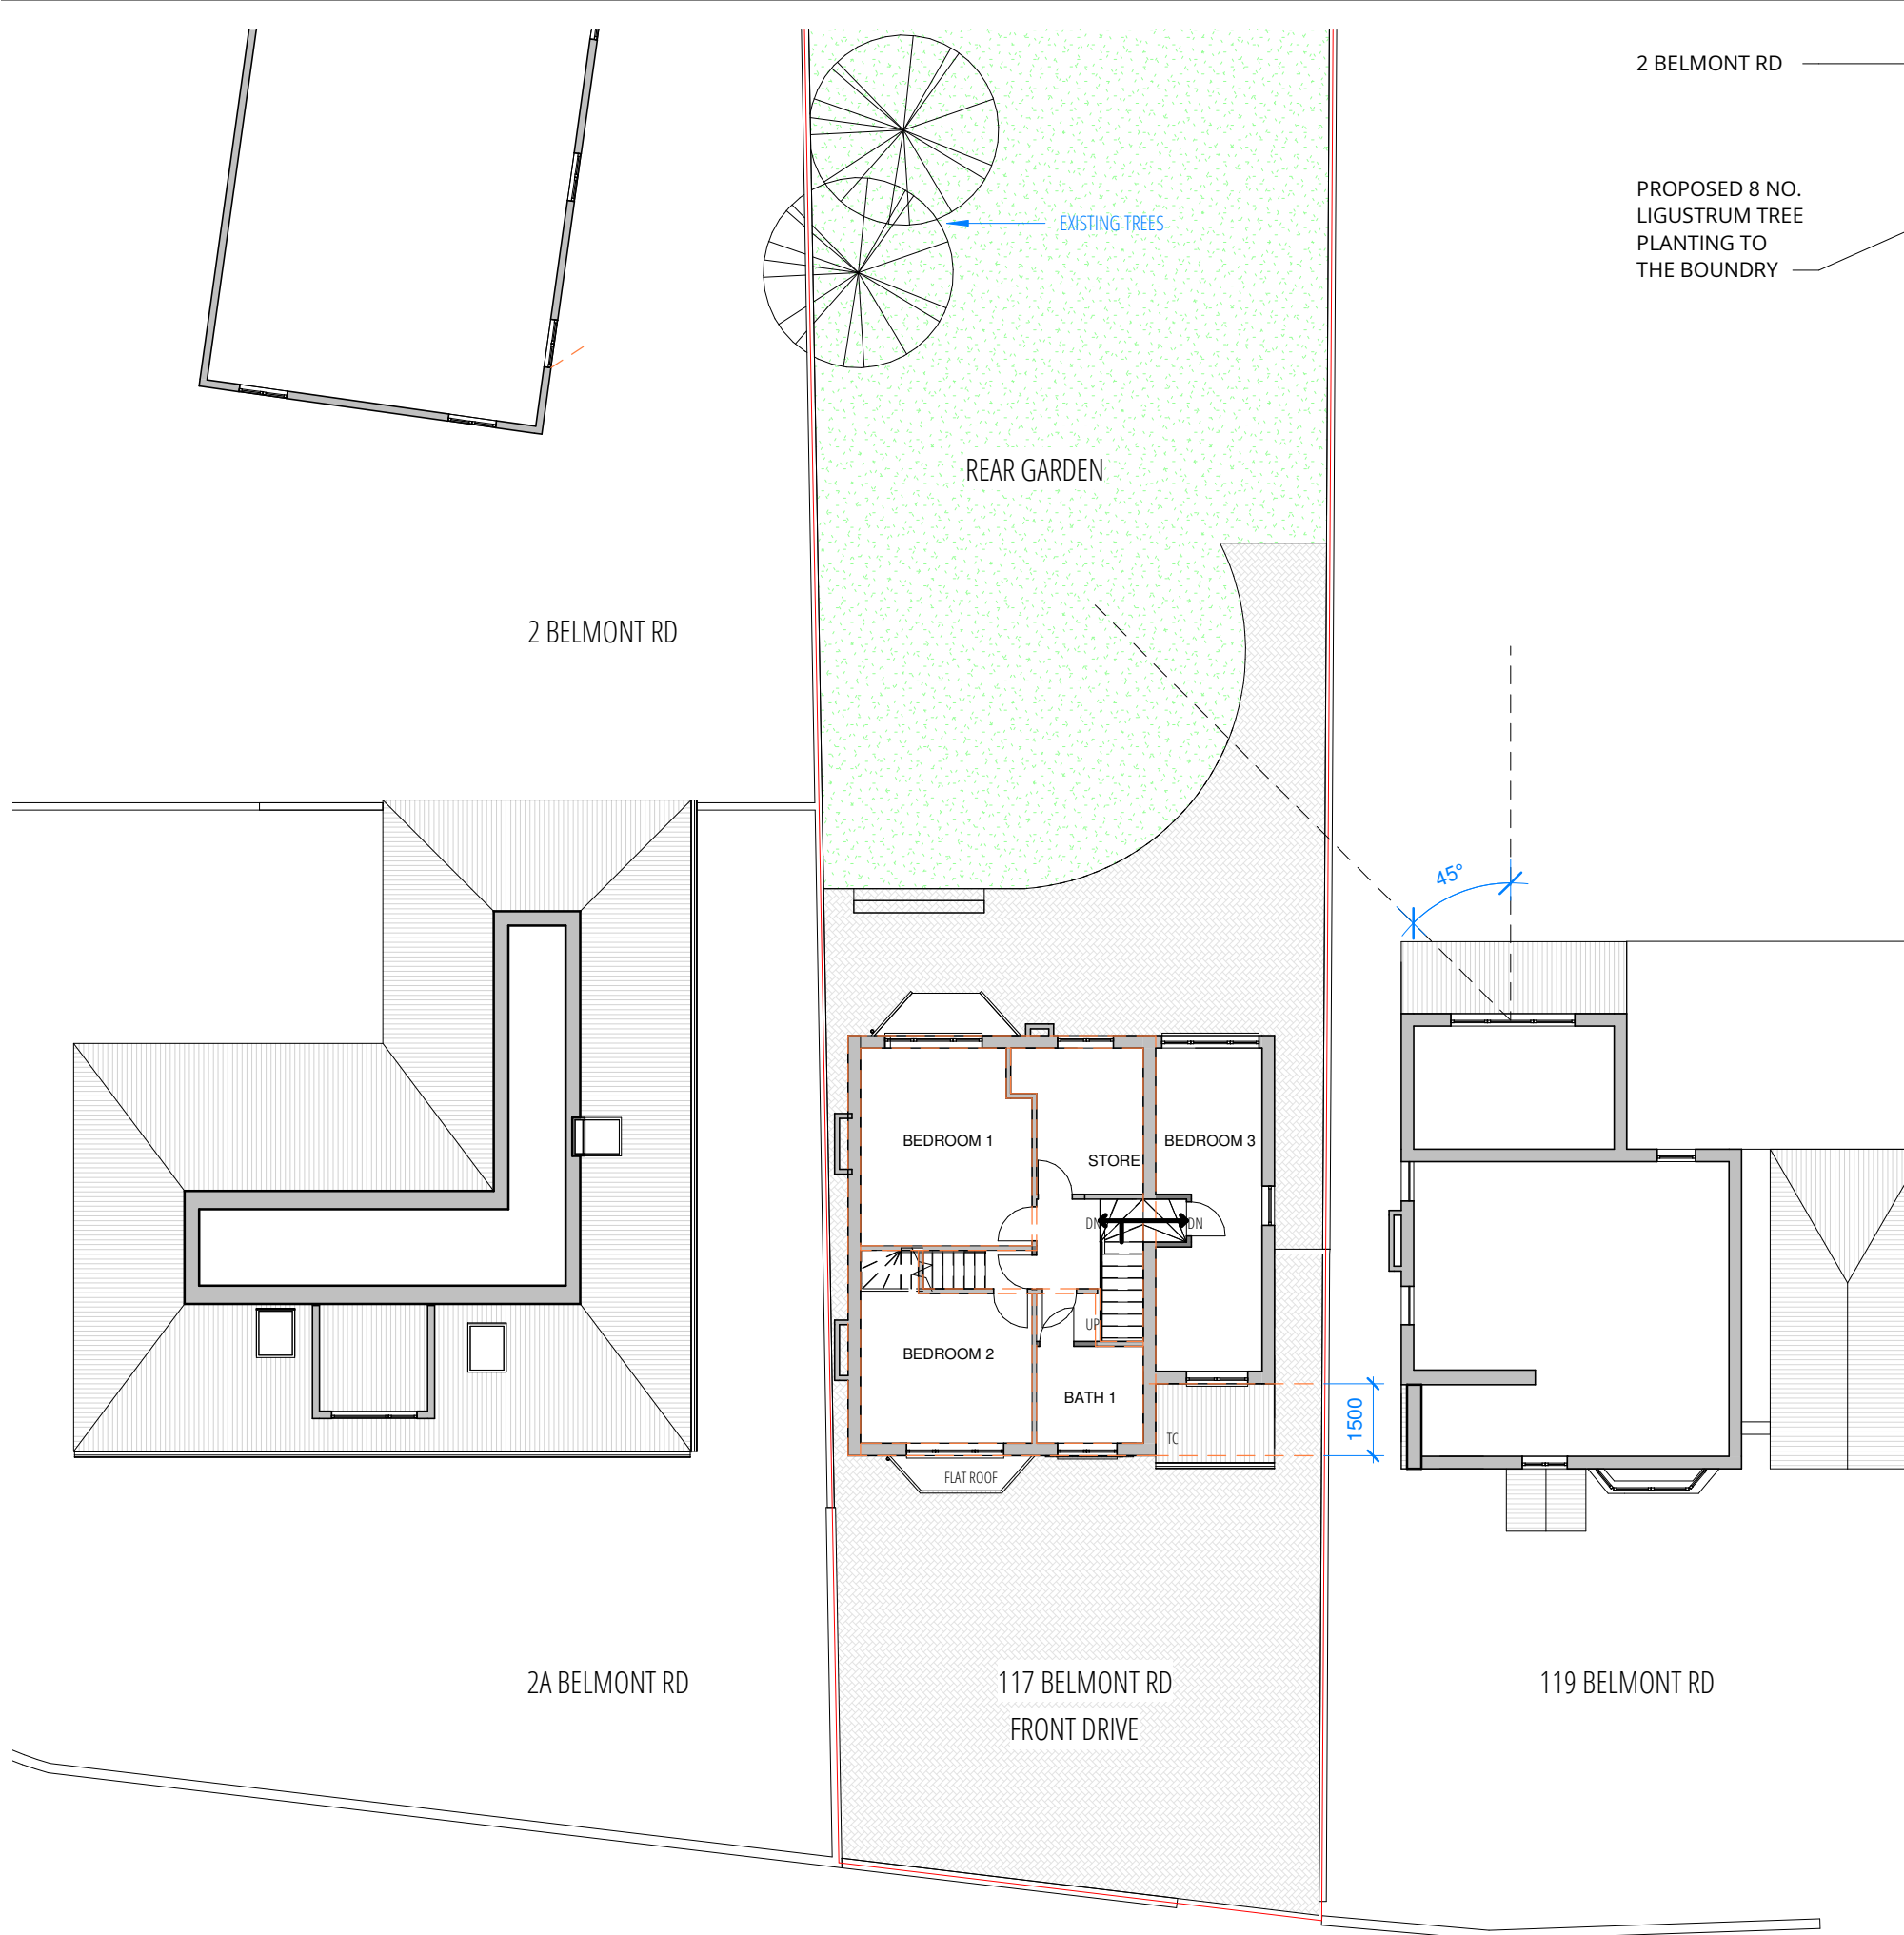 2 BELMONT RD
PROPOSED 8 NO.
LIGUSTRUM TREE
PLANTING TO
THE BOUNDRY
EXISTING TREES
REAR GARDEN
2 BELMONT RD
45°
BEDROOM 1
BEDROOM 3
STORE
DN
DN
UP
BEDROOM 2
BATH 1
1500
TC
FLAT ROOF
2A BELMONT RD
117 BELMONT RD
119 BELMONT RD
FRONT DRIVE